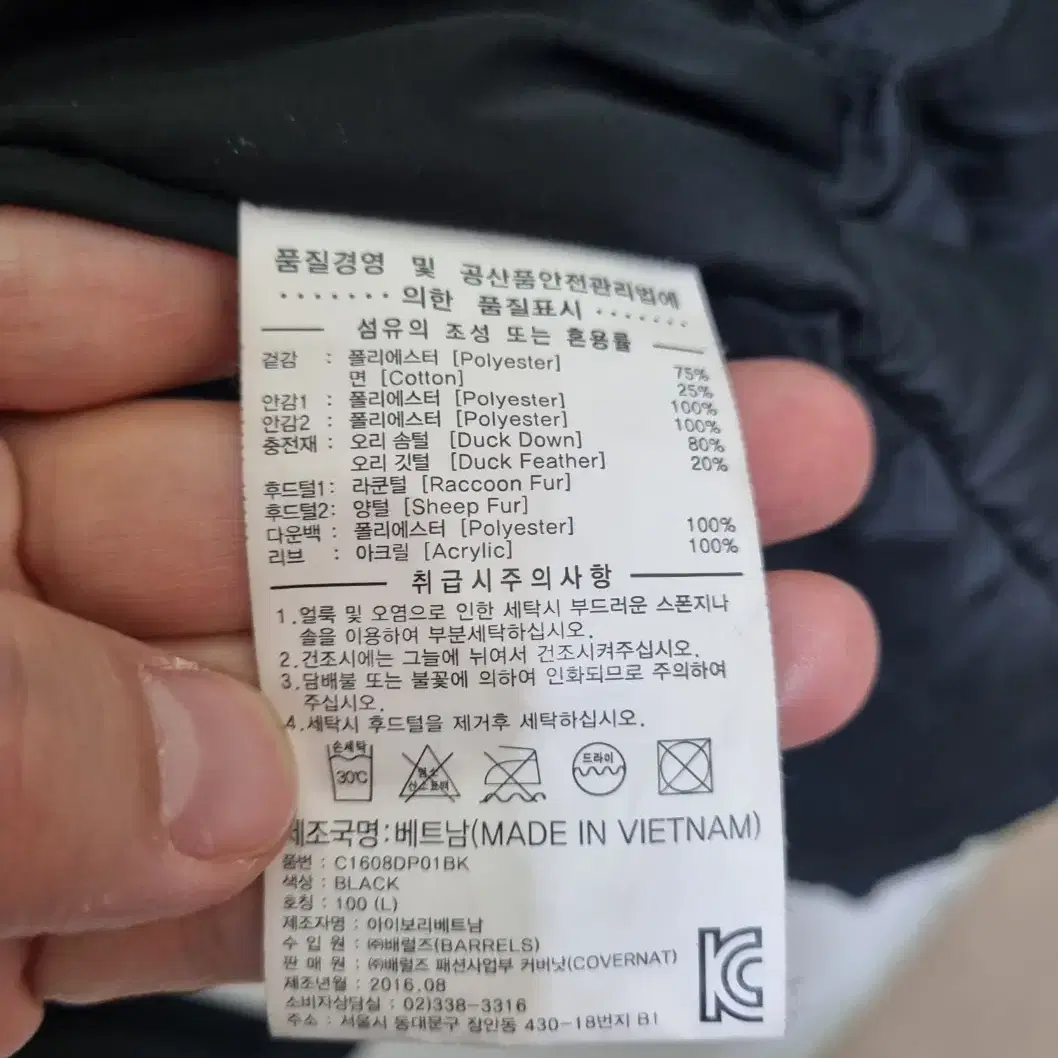 품질경영 및 공산품안전관리법에
······· 의한 품질표시 ·······
섬유의 조성 또는 혼용률
겉감 : 폴리에스터 [Polyester] 75%
면 [Cotton] 25%
안감1 : 폴리에스터 [Polyester] 100%
안감2 : 폴리에스터 [Polyester] 100%
충전재 : 오리 솜털 [Duck Down] 80%
오리 깃털 [Duck Feather] 20%
후드털1: 라쿤털 [Raccoon Fur]
후드털2: 양털 [Sheep Fur]
다운백 : 폴리에스터 [Polyester] 100%
리브 : 아크릴 [Acrylic] 100%
취급시주의사항
1.얼룩 및 오염으로 인한 세탁시 부드러운 스폰지나
솔을 이용하여 부분세탁하십시오.
2.건조시에는 그늘에 뉘여서 건조시켜주십시오.
3.담배불 또는 불꽃에 의하여 인화되므로 주의하여
주십시오.
4.세탁시 후드털을 제거후 세탁하십시오.
손세탁
30℃
염소
산소표백
드라이
제조국명:베트남(MADE IN VIETNAM)
품번 : C1608DP01BK
색상 : BLACK
호칭 : 100 (L)
제조자명 : 아이보리베트남
수 입 원 : ㈜배럴즈(BARRELS)
판 매 원 : ㈜배럴즈 패션사업부 커버낫(COVERNAT)
제조년월 : 2016.08
소비자상담실 : 02)338-3316
주소 : 서울시 동대문구 장안동 430-18번지 B1
KC